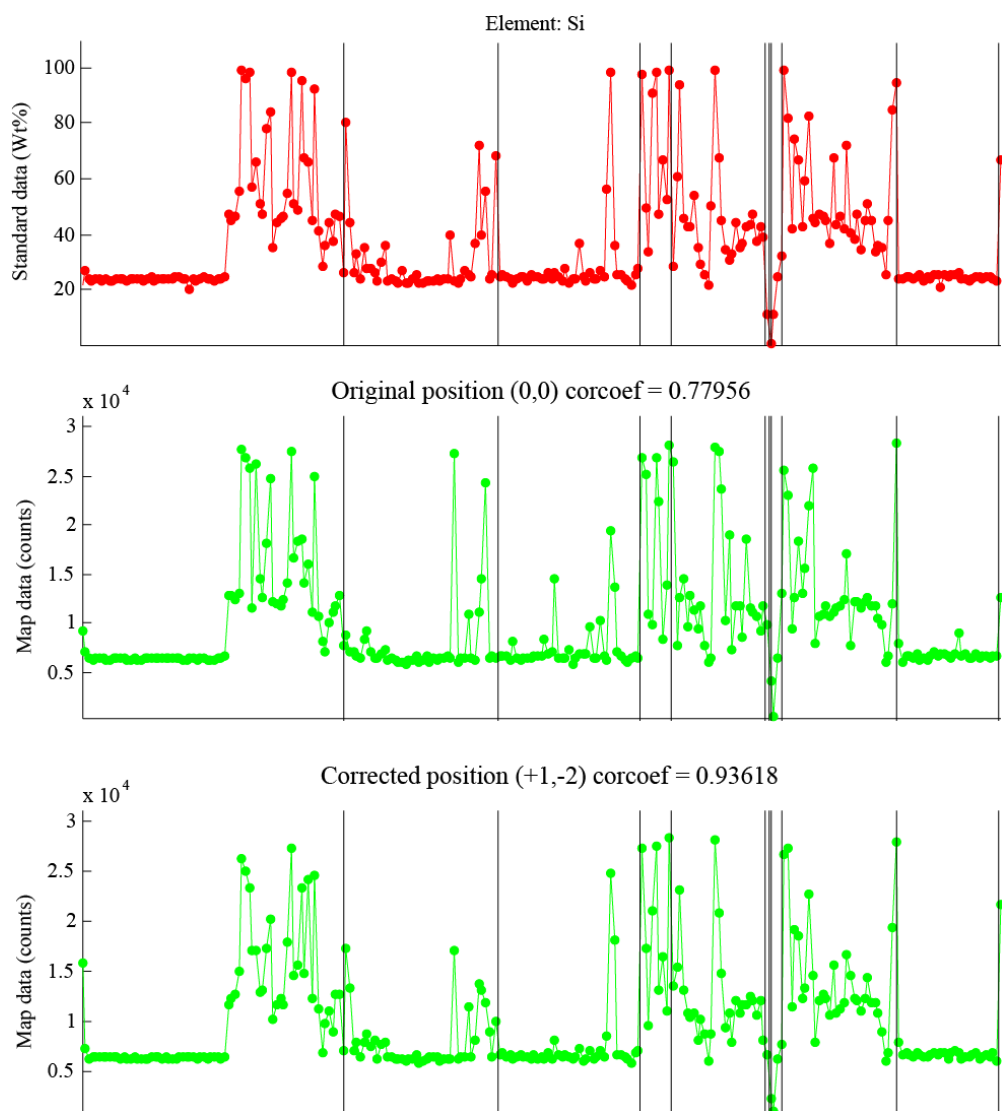 Element: Si
Standard data (Wt%)
100
80
60
40
20
Original position (0,0) corcoef = 0.77956
x 10^4
Map data (counts)
3
2.5
2
1.5
1
0.5
Corrected position (+1,-2) corcoef = 0.93618
x 10^4
Map data (counts)
3
2.5
2
1.5
1
0.5